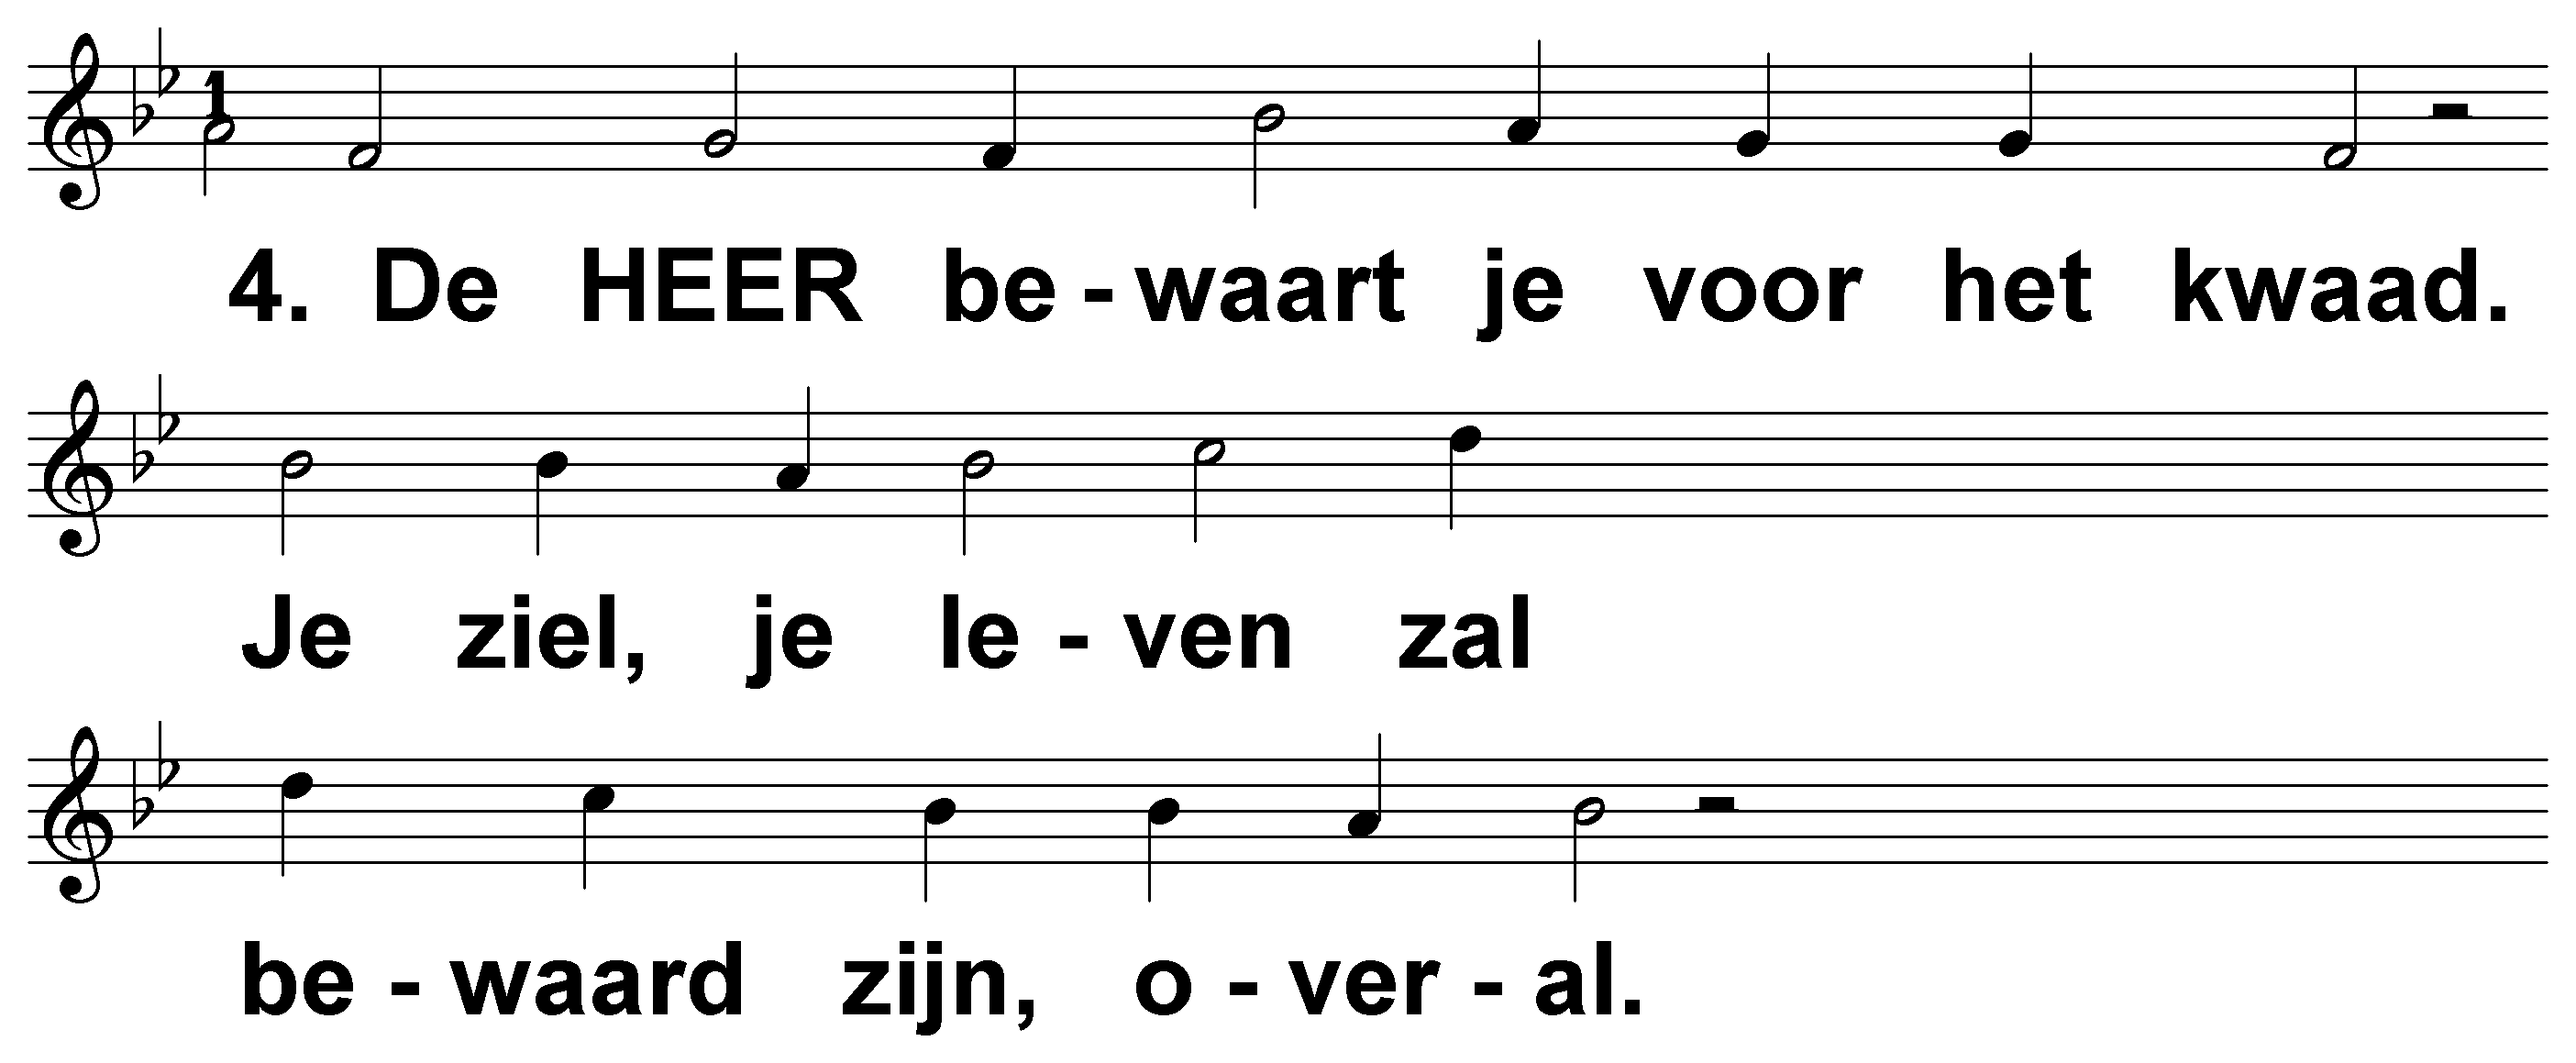 1
4. De HEER be - waart je voor het kwaad.
Je ziel, je le - ven zal
be - waard zijn, o - ver - al.